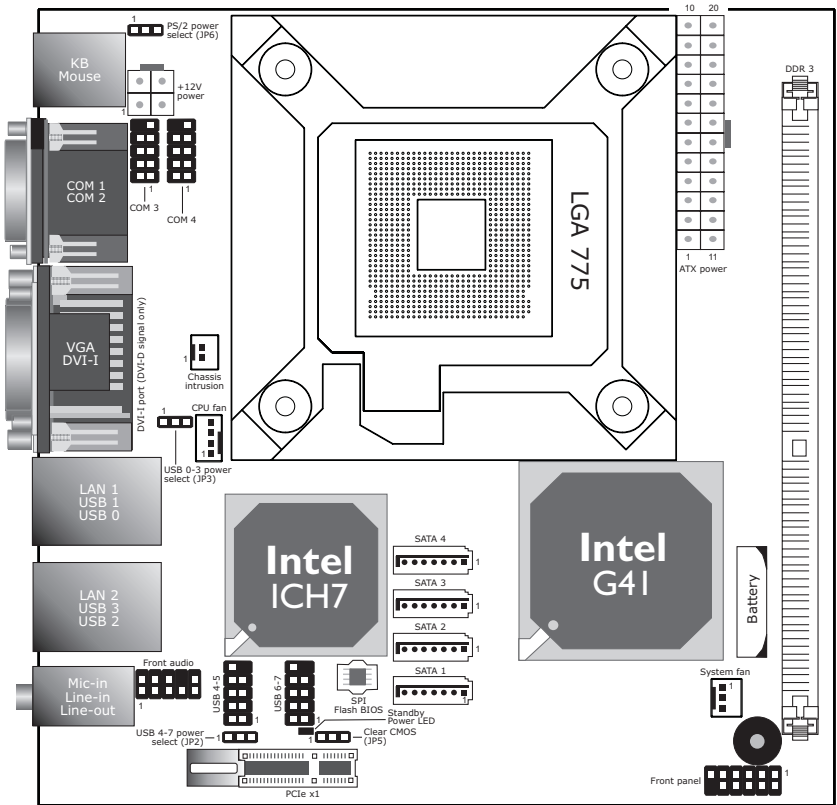 1
PS/2 power
select (JP6)
10 20
KB
Mouse
+12V
power
1
DDR 3
COM 1
COM 2
1
COM 3
1
COM 4
LGA 775
1 11
ATX power
VGA
DVI-I
DVI-I port (DVI-D signal only)
1
Chassis
intrusion
1
CPU fan
1
USB 0-3 power
select (JP3)
LAN 1
USB 1
USB 0
Intel
ICH7
Intel
G41
SATA 4
1
SATA 3
1
SATA 2
1
SATA 1
1
Battery
LAN 2
USB 3
USB 2
Front audio
1
Mic-in
Line-in
Line-out
USB 4-5
1
USB 6-7
1
SPI
Flash BIOS
Standby
Power LED
USB 4-7 power
select (JP2)
1
1
Clear CMOS
(JP5)
System fan
1
PCIe x1
Front panel
1